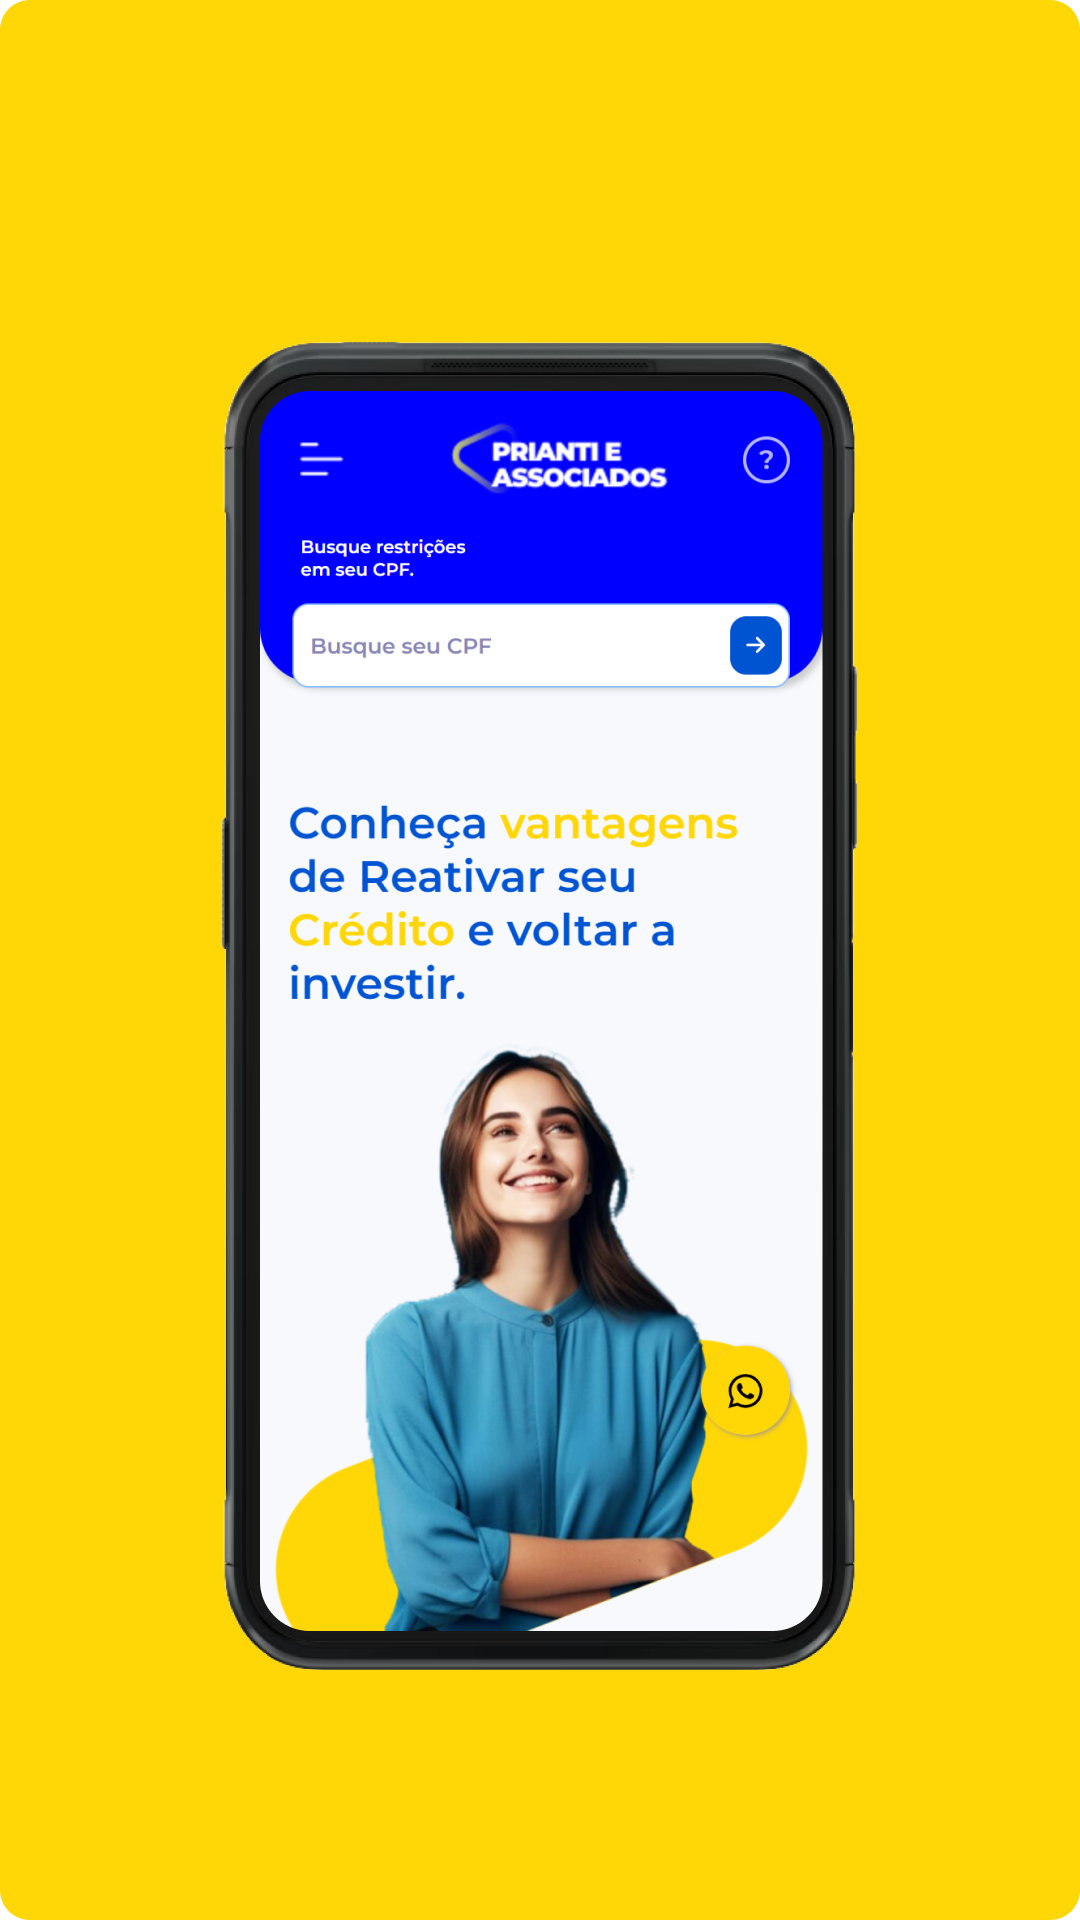 PRIANTI E
ASSOCIADOS
?
Busque restrições
em seu CPF.
Busque seu CPF
Conheça vantagens
de Reativar seu
Crédito e voltar a
investir.